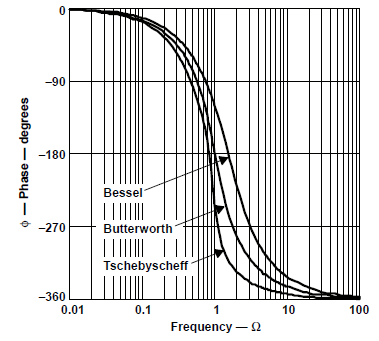 0
–90
–180
–270
–360
ϕ — Phase — degrees
Bessel
Butterworth
Tschebyscheff
0.01 0.1 1 10 100
Frequency — Ω